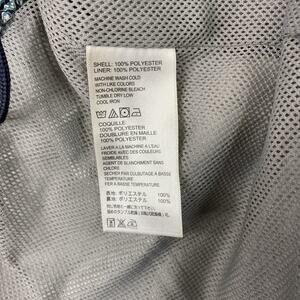 SHELL: 100% POLYESTER
LINER: 100% POLYESTER
MACHINE WASH COLD
WITH LIKE COLORS
NON-CHLORINE BLEACH
TUMBLE DRY LOW
COOL IRON
COQUILLE
100% POLYESTER
DOUBLURE EN MAILLE
100% POLYESTER
LAVER A LA MACHINE A L'EAU
FROIDE AVEC DES COULEURS
SEMBLABLES
AGENT DE BLANCHIMENT SANS
CHLORS
SECHER PAR CULBUTAGE A BASSE
TEMPERATURE
FER A BASSE TEMPERATURE
表地: ポリエステル 100%
裏地: ポリエステル 100%